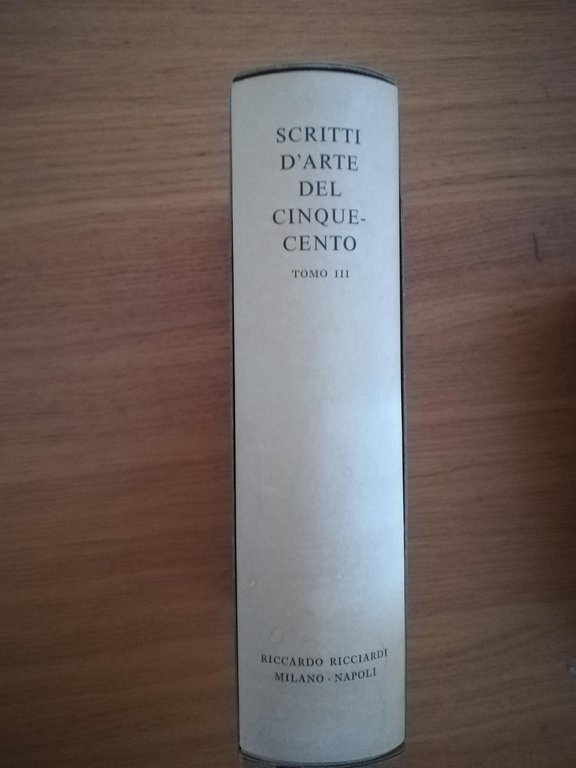 SCRITTI
D'ARTE
DEL
CINQUE-
CENTO
TOMO III
RICCARDO RICCIARDI
MILANO · NAPOLI